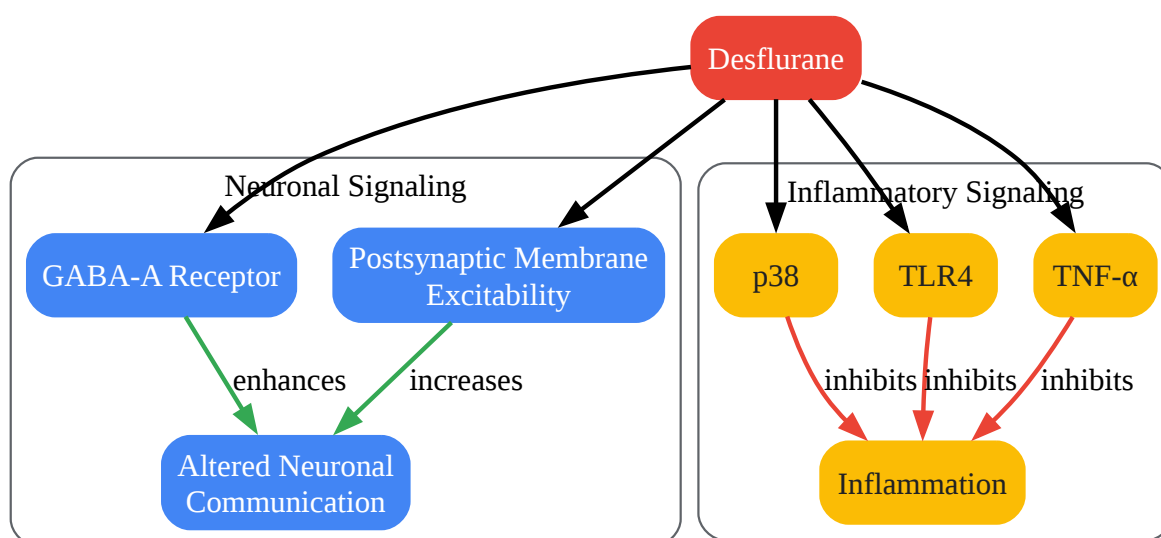 Desflurane
Neuronal Signaling
Inflammatory Signaling
GABA-A Receptor
Postsynaptic Membrane
Excitability
p38
TLR4
TNF-α
enhances
increases
inhibits
inhibits
inhibits
Altered Neuronal
Communication
Inflammation